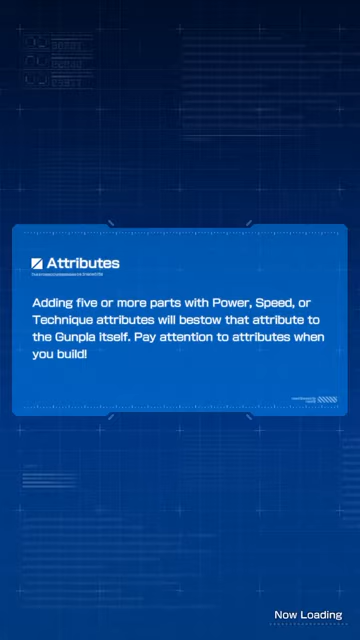 Attributes
Adding five or more parts with Power, Speed, or
Technique attributes will bestow that attribute to
the Gunpla itself. Pay attention to attributes when
you build!
Now Loading